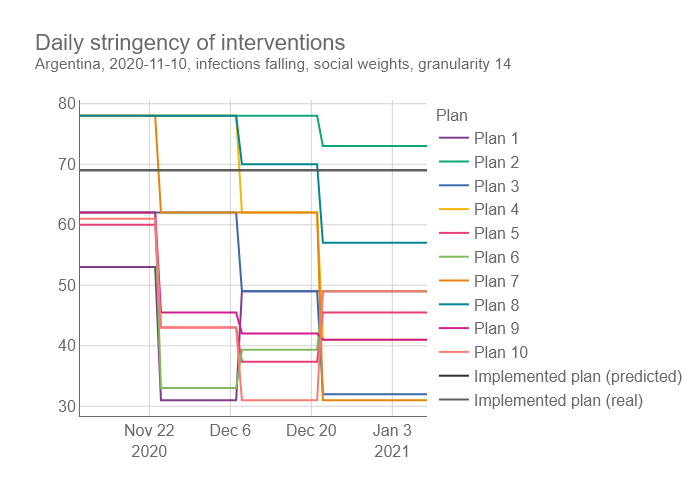 Daily stringency of interventions
Argentina, 2020-11-10, infections falling, social weights, granularity 14
80
70
60
50
40
30
Nov 22
2020
Dec 6
Dec 20
Jan 3
2021
Plan
Plan 1
Plan 2
Plan 3
Plan 4
Plan 5
Plan 6
Plan 7
Plan 8
Plan 9
Plan 10
Implemented plan (predicted)
Implemented plan (real)